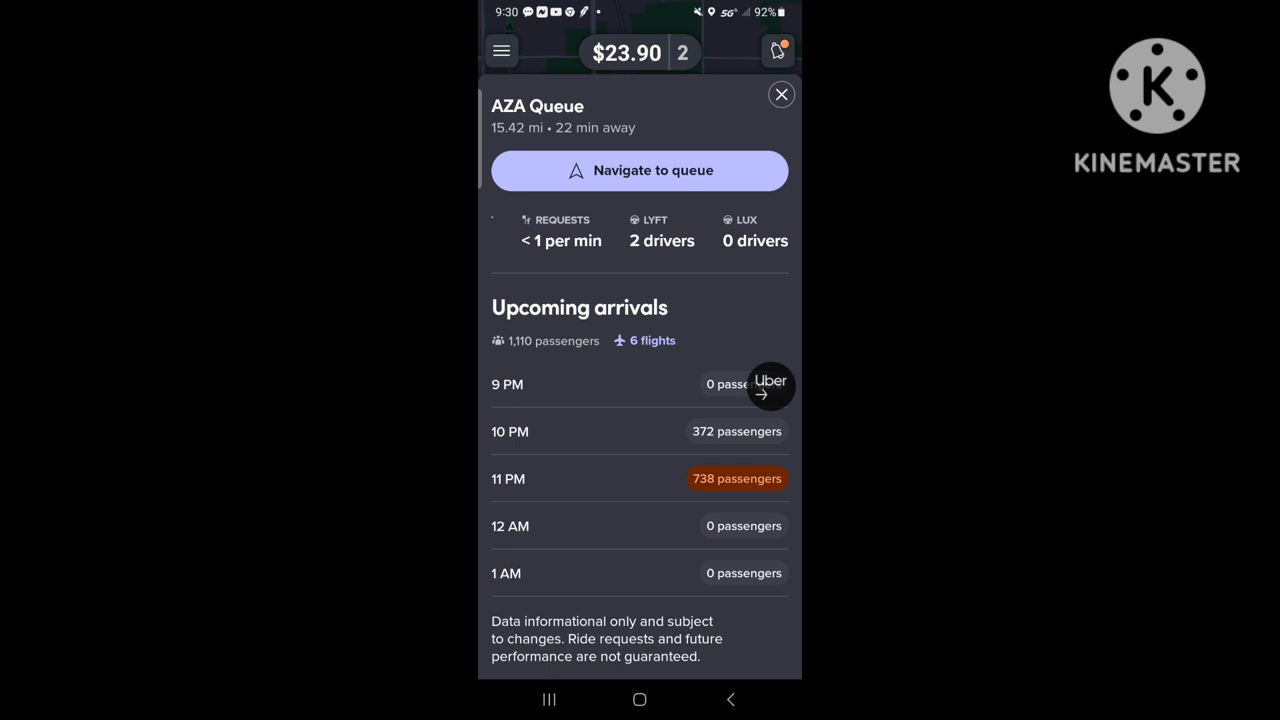 9:30
5G
92%
$23.90 2
AZA Queue
15.42 mi • 22 min away
Navigate to queue
REQUESTS LYFT LUX
< 1 per min 2 drivers 0 drivers
Upcoming arrivals
1,110 passengers 6 flights
9 PM 0
Uber
10 PM 372 passengers
11 PM 738 passengers
12 AM 0 passengers
1 AM 0 passengers
Data informational only and subject
to changes. Ride requests and future
performance are not guaranteed.
K
KINEMASTER